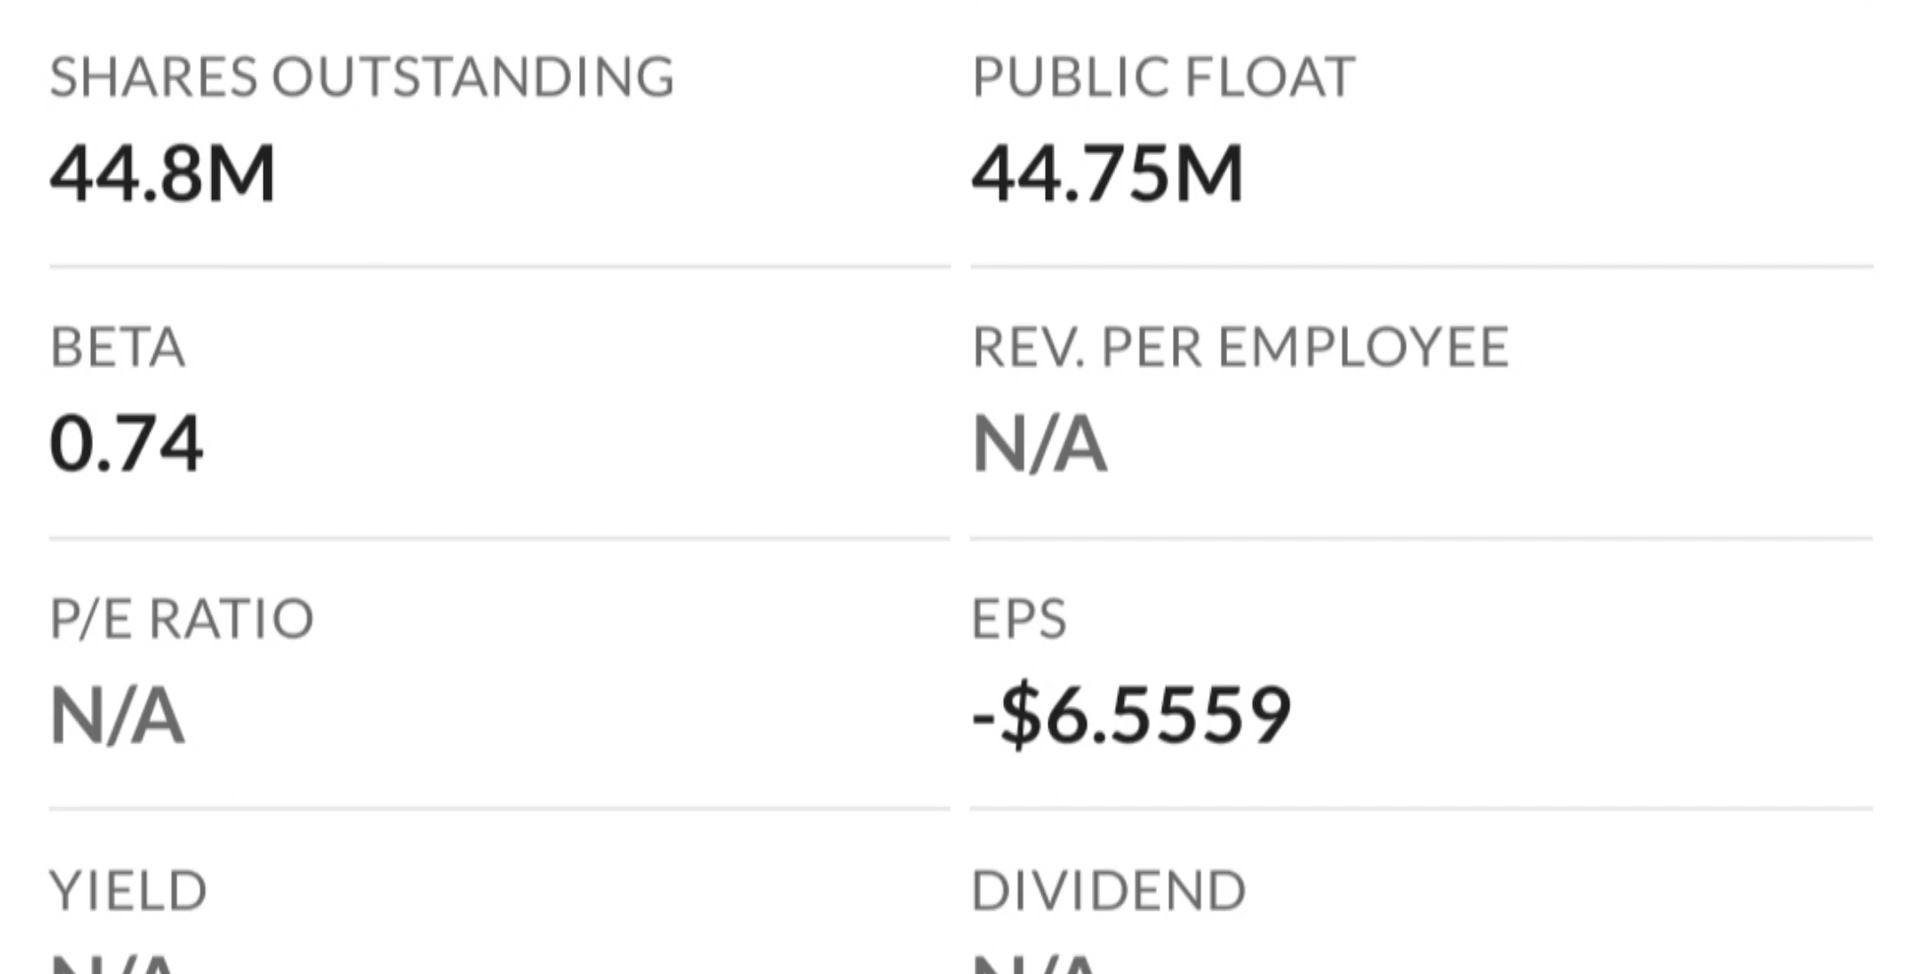 SHARES OUTSTANDING
44.8M
PUBLIC FLOAT
44.75M
BETA
0.74
REV. PER EMPLOYEE
N/A
P/E RATIO
N/A
EPS
-$6.5559
YIELD
N/A
DIVIDEND
N/A